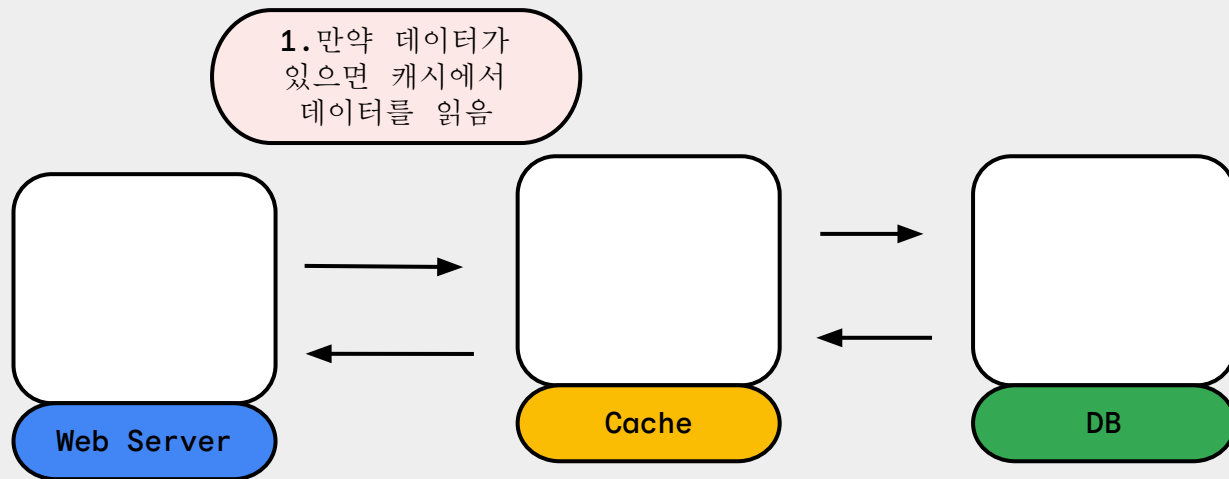 1.만약 데이터가
있으면 캐시에서
데이터를 읽음
Web Server
Cache
DB